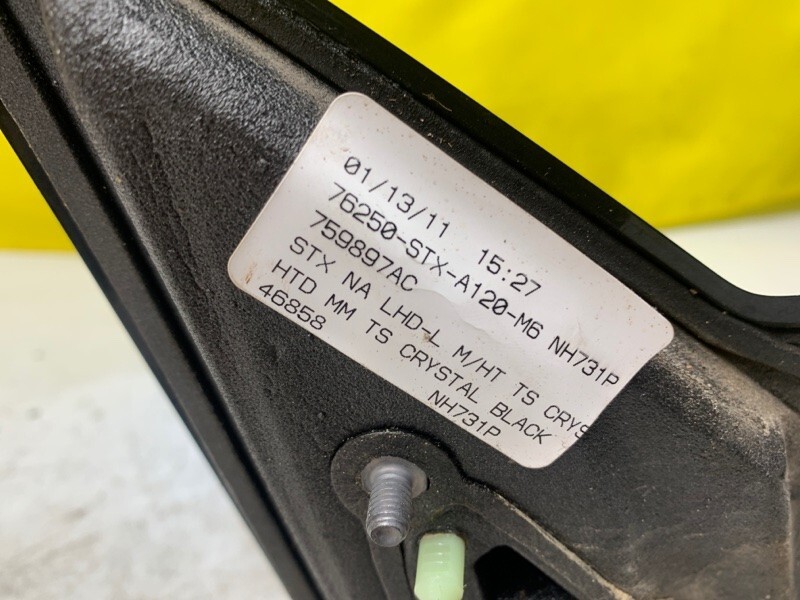 01/13/11 15:27
76250-STX-A120-M6 NH731P
759897AC
STX NA LHD-L M/HT TS CRYS
HTD MM TS CRYSTAL BLACK
46858 NH731P